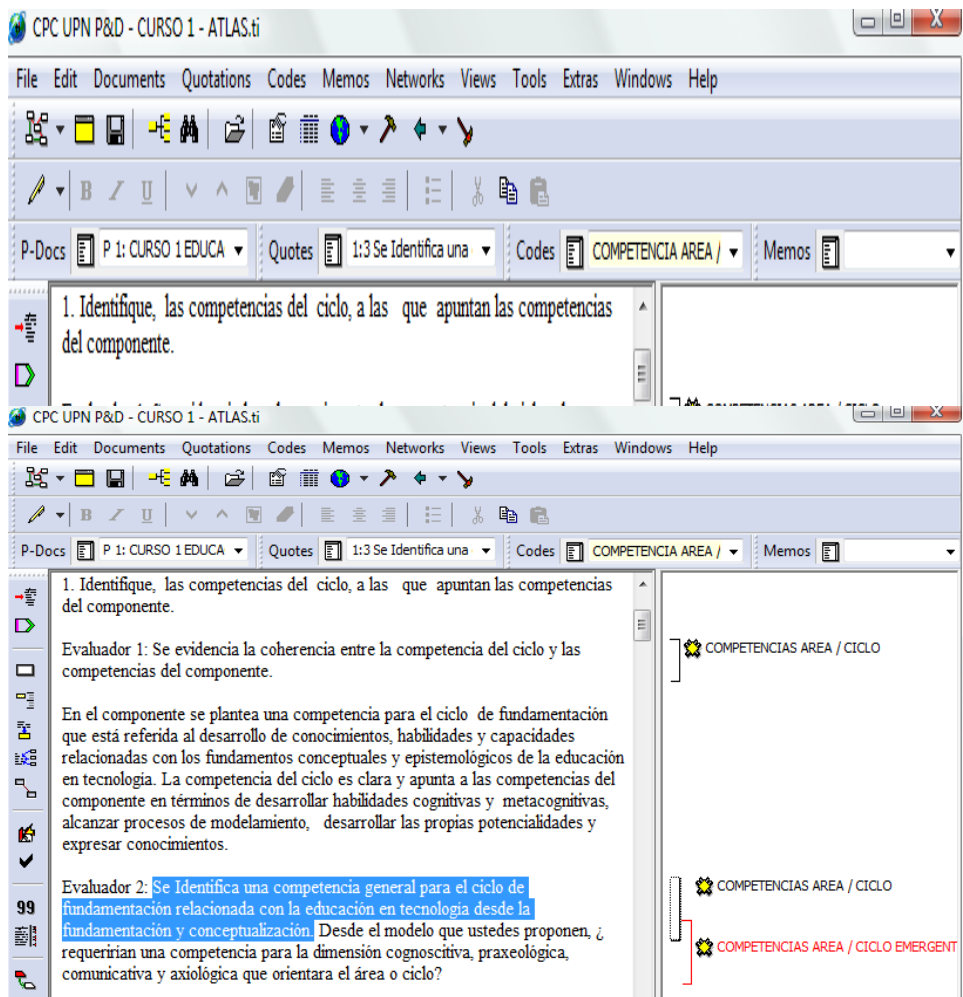 CPC UPN P&D - CURSO 1 - ATLAS.ti
File Edit Documents Quotations Codes Memos Networks Views Tools Extras Windows Help
B I U
P-Docs P 1: CURSO 1 EDUCA Quotes 1:3 Se Identifica una Codes COMPETENCIA AREA / Memos
1. Identifique, las competencias del ciclo, a las que apuntan las competencias
del componente.
CPC UPN P&D - CURSO 1 - ATLAS.ti
File Edit Documents Quotations Codes Memos Networks Views Tools Extras Windows Help
B I U
P-Docs P 1: CURSO 1 EDUCA Quotes 1:3 Se Identifica una Codes COMPETENCIA AREA / Memos
1. Identifique, las competencias del ciclo, a las que apuntan las competencias
del componente.
Evaluador 1: Se evidencia la coherencia entre la competencia del ciclo y las
competencias del componente.
COMPETENCIAS AREA / CICLO
En el componente se plantea una competencia para el ciclo de fundamentación
que está referida al desarrollo de conocimientos, habilidades y capacidades
relacionadas con los fundamentos conceptuales y epistemológicos de la educación
en tecnologia. La competencia del ciclo es clara y apunta a las competencias del
componente en términos de desarrollar habilidades cognitivas y metacognitivas,
alcanzar procesos de modelamiento, desarrollar las propias potencialidades y
expresar conocimientos.
Evaluador 2: Se Identifica una competencia general para el ciclo de
fundamentación relacionada con la educación en tecnologia desde la
fundamentación y conceptualización. Desde el modelo que ustedes proponen, ¿
requerirían una competencia para la dimensión cognoscitiva, praxeológica,
comunicativa y axiológica que orientara el área o ciclo?
COMPETENCIAS AREA / CICLO
COMPETENCIAS AREA / CICLO EMERGENT
99